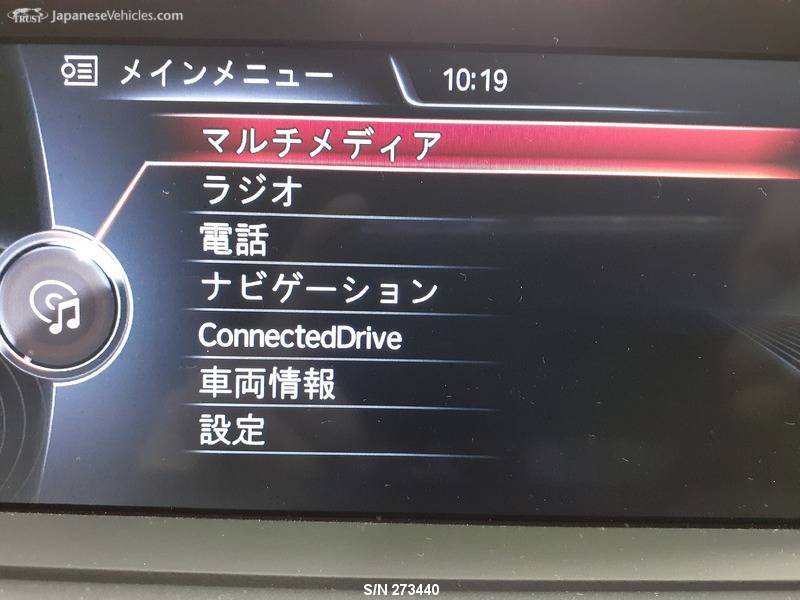 TRUST JapaneseVehicles.com
メインメニュー 10:19
マルチメディア
ラジオ
電話
ナビゲーション
ConnectedDrive
車両情報
設定
S/N 273440